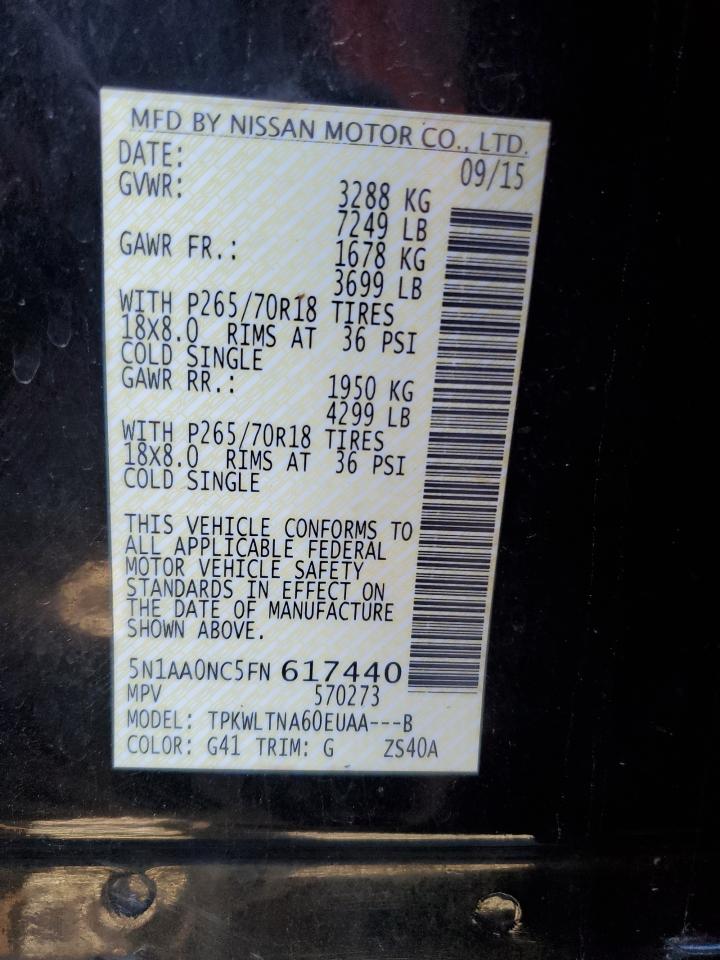 MFD BY NISSAN MOTOR CO., LTD.
DATE: 09/15
GVWR: 3288 KG
7249 LB
GAWR FR.: 1678 KG
3699 LB
WITH P265/70R18 TIRES
18X8.0 RIMS AT 36 PSI
COLD SINGLE
GAWR RR.: 1950 KG
4299 LB
WITH P265/70R18 TIRES
18X8.0 RIMS AT 36 PSI
COLD SINGLE
THIS VEHICLE CONFORMS TO
ALL APPLICABLE FEDERAL
MOTOR VEHICLE SAFETY
STANDARDS IN EFFECT ON
THE DATE OF MANUFACTURE
SHOWN ABOVE.
5N1AA0NC5FN 617440
MPV 570273
MODEL: TPKWLTNA60EUAA---B
COLOR: G41 TRIM: G ZS40A